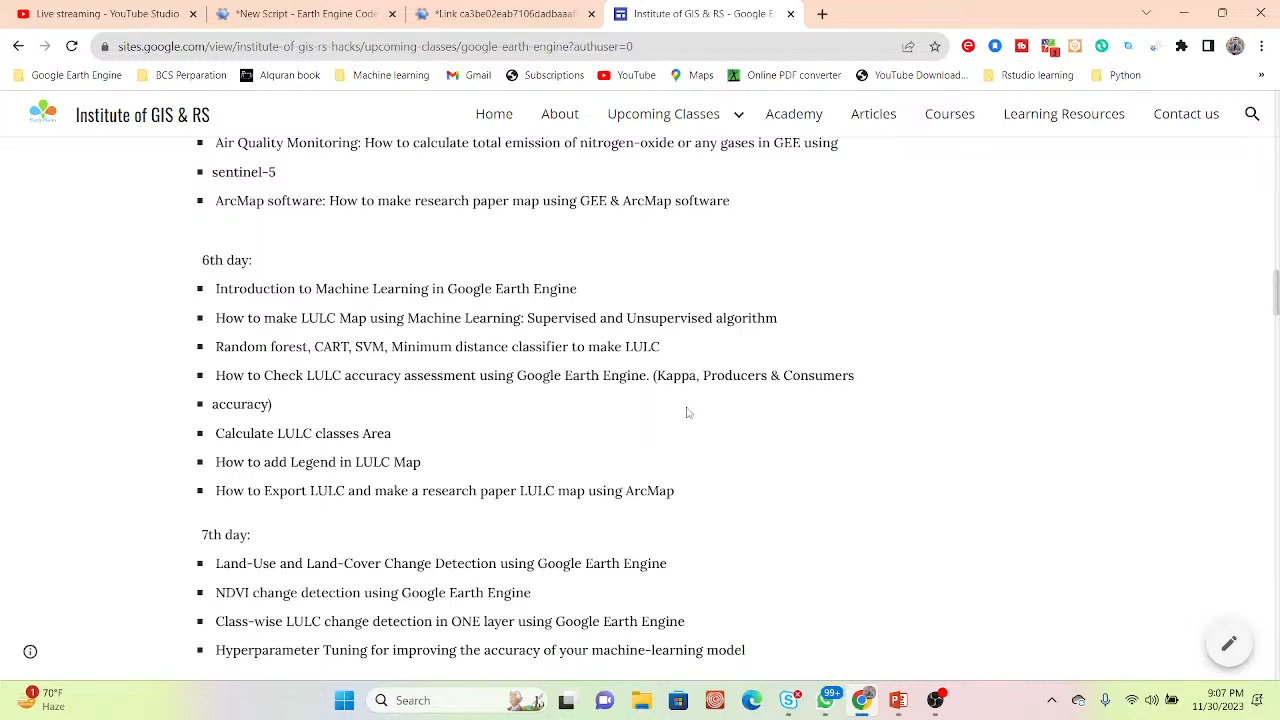 Live streaming - YouTube Studio
*New Script - Earth Engine Code
Institute of GIS & RS - Google E
sites.google.com/view/institute
google-earth-engine?authuser=0
Google Earth Engine
BCS Perparation
Alquran book
Machine learning
Gmail
Subscriptions
YouTube
Maps
Online PDF converter
YouTube Download...
Rstudio learning
Python
»
Institute of GIS & RS
Home
About
Upcoming Classes
Academy
Articles
Courses
Learning Resources
Contact us
Air Quality Monitoring: How to calculate total emission of nitrogen-oxide or any gases in GEE using
sentinel-5
ArcMap software: How to make research paper map using GEE & ArcMap software
6th day:
Introduction to Machine Learning in Google Earth Engine
How to make LULC Map using Machine Learning: Supervised and Unsupervised algorithm
Random forest, CART, SVM, Minimum distance classifier to make LULC
How to Check LULC accuracy assessment using Google Earth Engine. (Kappa, Producers & Consumers
accuracy)
Calculate LULC classes Area
How to add Legend in LULC Map
How to Export LULC and make a research paper LULC map using ArcMap
7th day:
Land-Use and Land-Cover Change Detection using Google Earth Engine
NDVI change detection using Google Earth Engine
Class-wise LULC change detection in ONE layer using Google Earth Engine
Hyperparameter Tuning for improving the accuracy of your machine-learning model
1
70°F
Haze
Search
99+
9:07 PM
11/30/2023